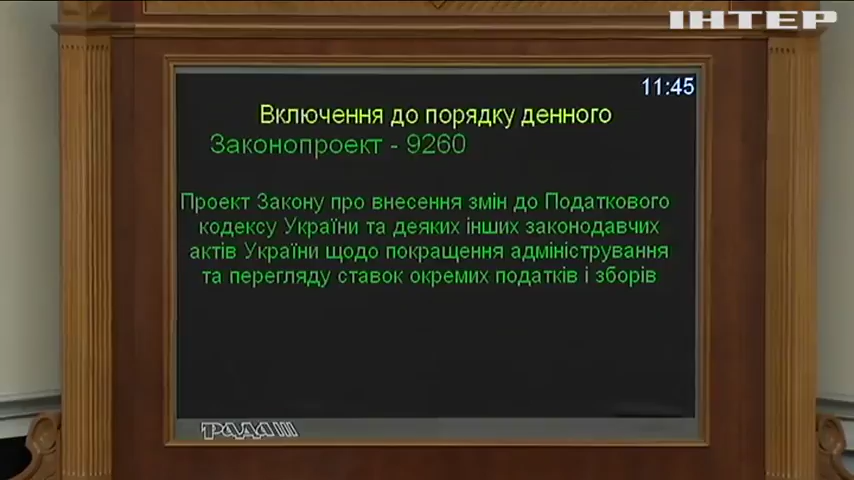 ІНТЕР
11:45
Включення до порядку денного
Законопроект - 9260
Проект Закону про внесення змін до Податкового
кодексу України та деяких інших законодавчих
актів України щодо покращення адміністрування
та перегляду ставок окремих податків і зборів
РАДА III